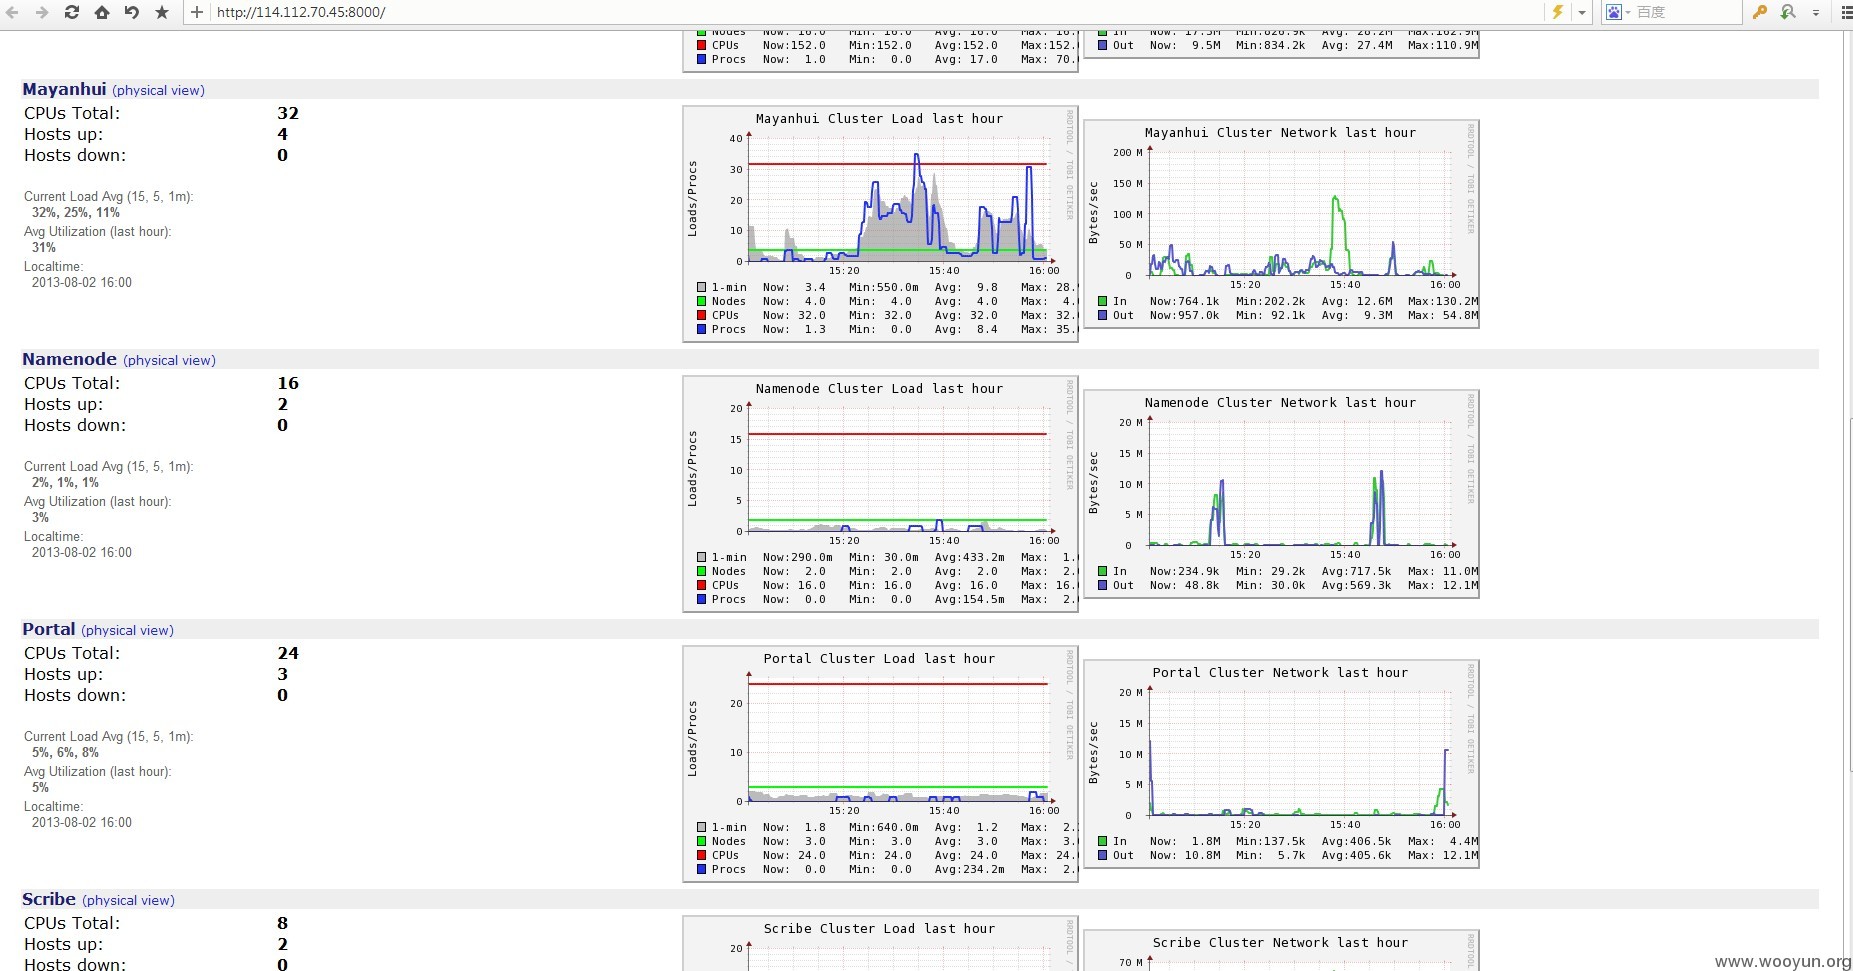 http://114.112.70.45:8000/
百度
Nodes Now: 16.0 Min: 16.0 Avg: 16.0 Max: 16.
CPUs Now:152.0 Min:152.0 Avg:152.0 Max:152.
Procs Now: 1.0 Min: 0.0 Avg: 17.0 Max: 70.
In Now: 17.5M Min:826.9k Avg: 28.2M Max:162.9M
Out Now: 9.5M Min:834.2k Avg: 27.4M Max:110.9M
Mayanhui (physical view)
CPUs Total: 32
Hosts up: 4
Hosts down: 0
Current Load Avg (15, 5, 1m):
32%, 25%, 11%
Avg Utilization (last hour):
31%
Localtime:
2013-08-02 16:00
Mayanhui Cluster Load last hour
RRDTOOL / TOBI OETIKER
Loads/Procs
40
30
20
10
0
15:20 15:40 16:00
1-min Now: 3.4 Min:550.0m Avg: 9.8 Max: 28.
Nodes Now: 4.0 Min: 4.0 Avg: 4.0 Max: 4.
CPUs Now: 32.0 Min: 32.0 Avg: 32.0 Max: 32.
Procs Now: 1.3 Min: 0.0 Avg: 8.4 Max: 35.
Mayanhui Cluster Network last hour
RRDTOOL / TOBI OETIKER
Bytes/sec
200 M
150 M
100 M
50 M
0
15:20 15:40 16:00
In Now:764.1k Min:202.2k Avg: 12.6M Max:130.2M
Out Now:957.0k Min: 92.1k Avg: 9.3M Max: 54.8M
Namenode (physical view)
CPUs Total: 16
Hosts up: 2
Hosts down: 0
Current Load Avg (15, 5, 1m):
2%, 1%, 1%
Avg Utilization (last hour):
3%
Localtime:
2013-08-02 16:00
Namenode Cluster Load last hour
RRDTOOL / TOBI OETIKER
Loads/Procs
20
15
10
5
0
15:20 15:40 16:00
1-min Now:290.0m Min: 30.0m Avg:433.2m Max: 1.
Nodes Now: 2.0 Min: 2.0 Avg: 2.0 Max: 2.
CPUs Now: 16.0 Min: 16.0 Avg: 16.0 Max: 16.
Procs Now: 0.0 Min: 0.0 Avg:154.5m Max: 2.
Namenode Cluster Network last hour
RRDTOOL / TOBI OETIKER
Bytes/sec
20 M
15 M
10 M
5 M
0
15:20 15:40 16:00
In Now:234.9k Min: 29.2k Avg:717.5k Max: 11.0M
Out Now: 48.8k Min: 30.0k Avg:569.3k Max: 12.1M
Portal (physical view)
CPUs Total: 24
Hosts up: 3
Hosts down: 0
Current Load Avg (15, 5, 1m):
5%, 6%, 8%
Avg Utilization (last hour):
5%
Localtime:
2013-08-02 16:00
Portal Cluster Load last hour
RRDTOOL / TOBI OETIKER
Loads/Procs
20
10
0
15:20 15:40 16:00
1-min Now: 1.8 Min:640.0m Avg: 1.2 Max: 2.
Nodes Now: 3.0 Min: 3.0 Avg: 3.0 Max: 3.
CPUs Now: 24.0 Min: 24.0 Avg: 24.0 Max: 24.
Procs Now: 0.0 Min: 0.0 Avg:234.2m Max: 2.
Portal Cluster Network last hour
RRDTOOL / TOBI OETIKER
Bytes/sec
20 M
15 M
10 M
5 M
0
15:20 15:40 16:00
In Now: 1.8M Min:137.5k Avg:406.5k Max: 4.4M
Out Now: 10.8M Min: 5.7k Avg:405.6k Max: 12.1M
Scribe (physical view)
CPUs Total: 8
Hosts up: 2
Hosts down: 0
Scribe Cluster Load last hour
RRDTOOL /
20
Scribe Cluster Network last hour
RRDTOOL
70 M
www.wooyun.org